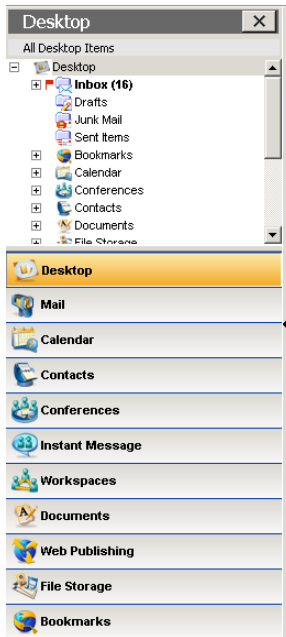 Desktop
All Desktop Items
Desktop
Inbox (16)
Drafts
Junk Mail
Sent Items
Bookmarks
Calendar
Conferences
Contacts
Documents
File Storage
Desktop
Mail
Calendar
Contacts
Conferences
Instant Message
Workspaces
Documents
Web Publishing
File Storage
Bookmarks